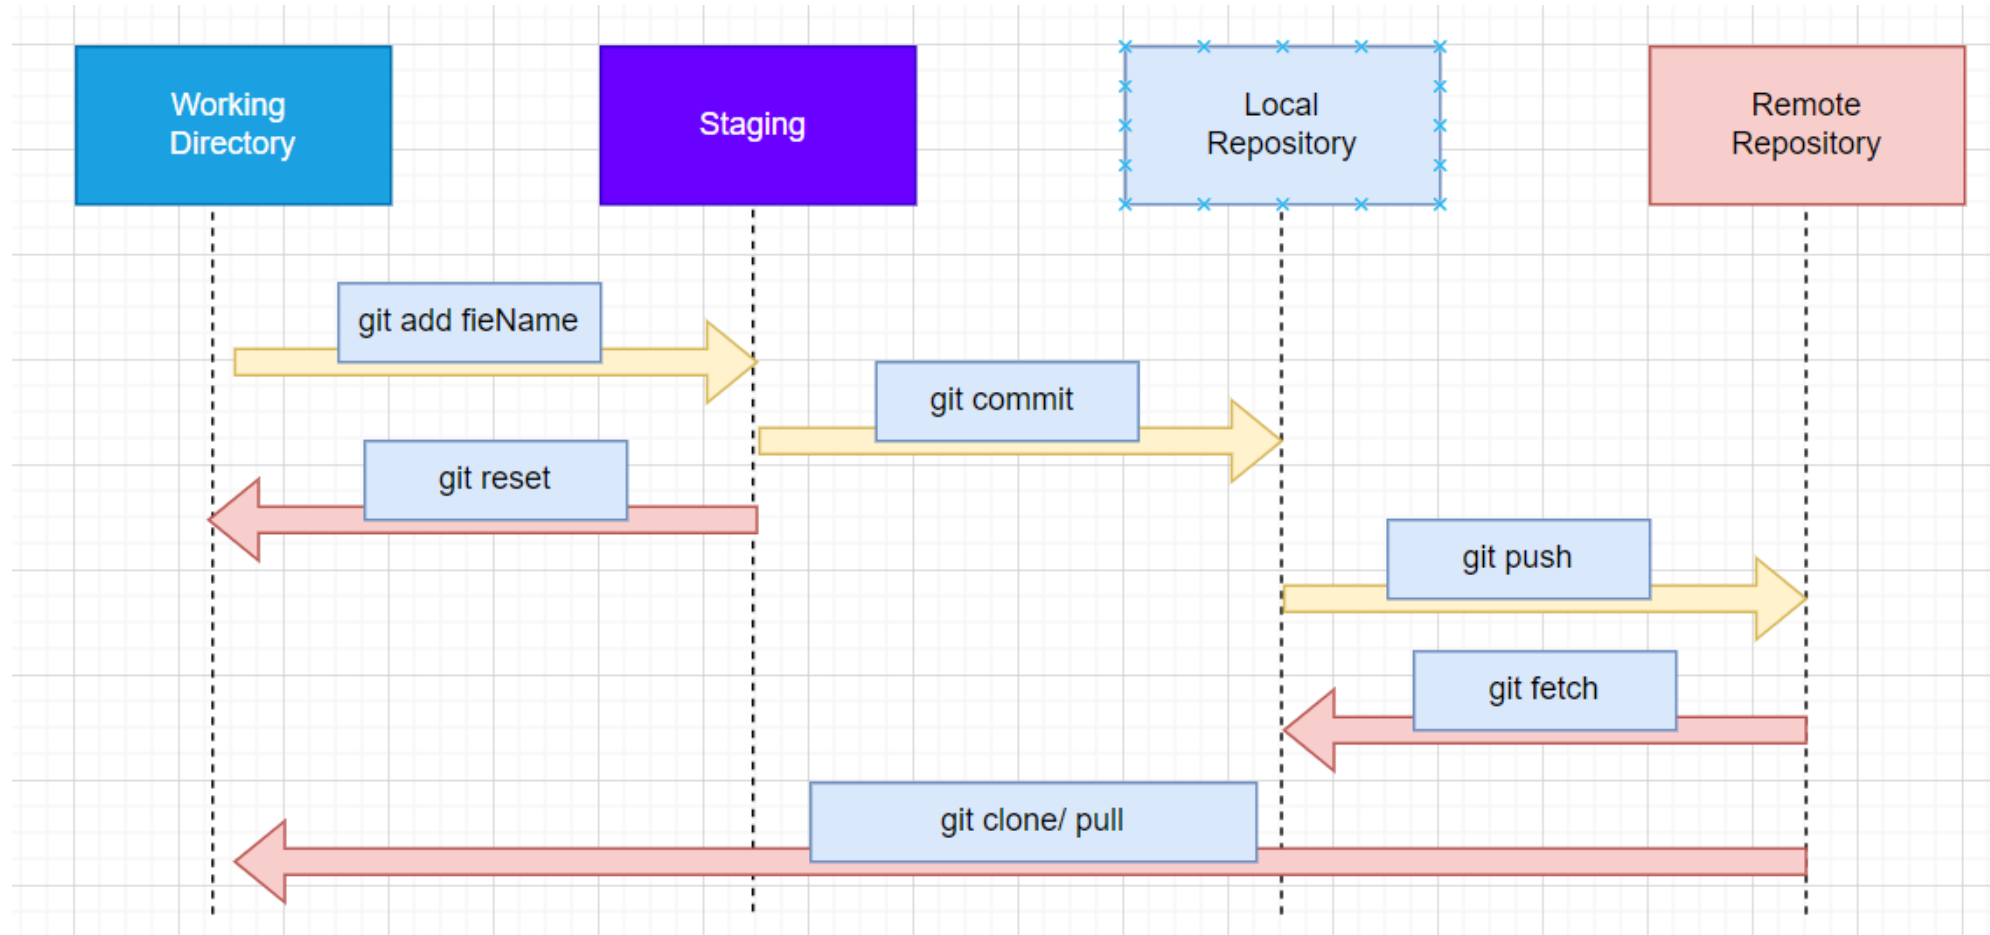 Working
Directory
Staging
Local
Repository
Remote
Repository
git add fieName
git commit
git reset
git push
git fetch
git clone/ pull